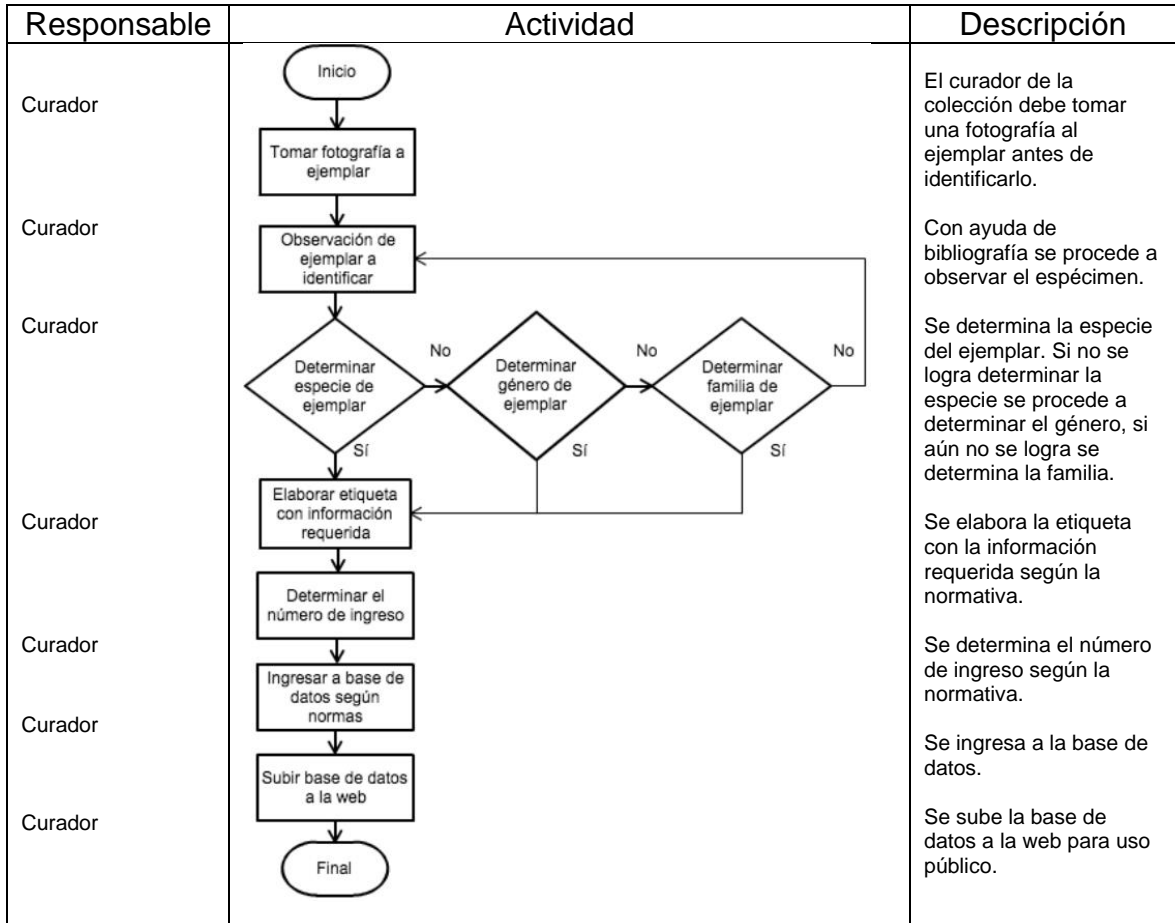 Responsable
Actividad
Descripción
Inicio
Curador
El curador de la
colección debe tomar
una fotografía al
ejemplar antes de
identificarlo.
Tomar fotografía a
ejemplar
Curador
Observación de
ejemplar a
identificar
Con ayuda de
bibliografía se procede a
observar el espécimen.
Curador
Determinar
especie de
ejemplar
No
Determinar
género de
ejemplar
No
Determinar
familia de
ejemplar
No
Sí
Sí
Sí
Se determina la especie
del ejemplar. Si no se
logra determinar la
especie se procede a
determinar el género, si
aún no se logra se
determina la familia.
Curador
Elaborar etiqueta
con información
requerida
Se elabora la etiqueta
con la información
requerida según la
normativa.
Determinar el
número de ingreso
Curador
Se determina el número
de ingreso según la
normativa.
Ingresar a base de
datos según
normas
Curador
Se ingresa a la base de
datos.
Subir base de datos
a la web
Curador
Se sube la base de
datos a la web para uso
público.
Final